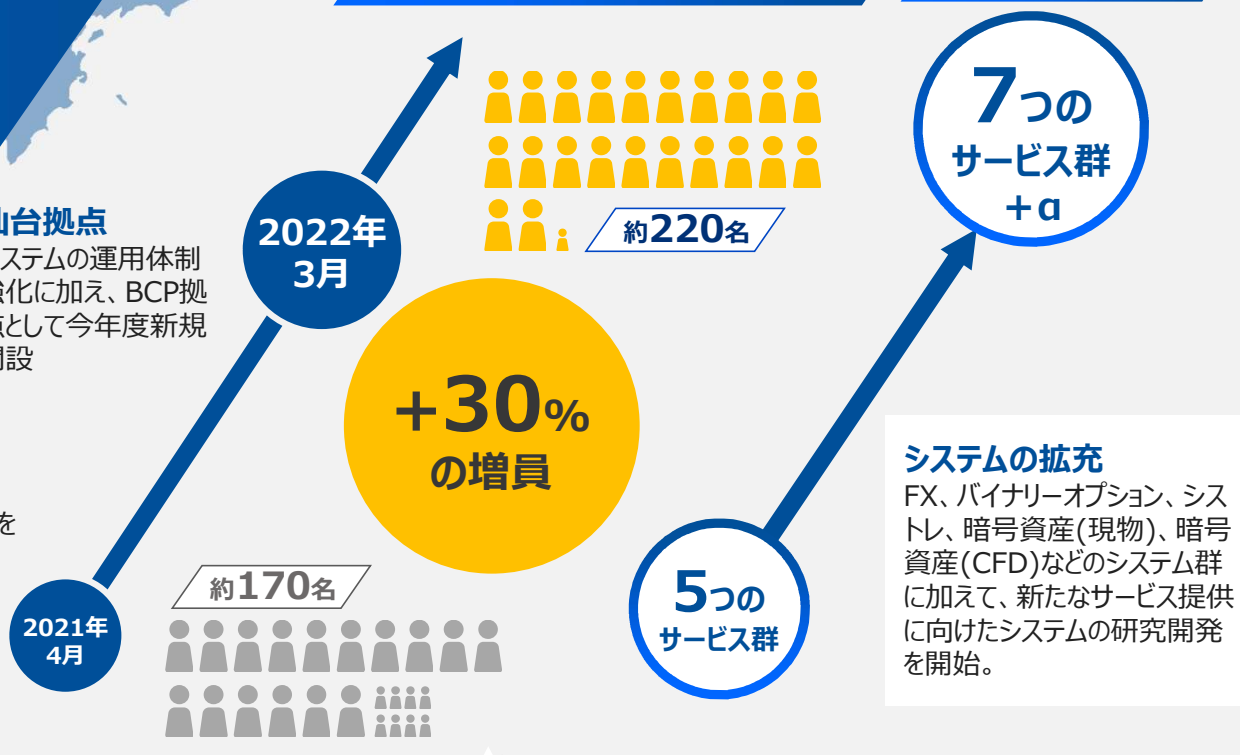 仙台拠点
ステムの運用体制
強化に加え、BCP拠
点として今年度新規
開設
を
2021年
4月
2022年
3月
約170名
+30%
の増員
約220名
5つの
サービス群
7つの
サービス群
+α
システムの拡充
FX、バイナリーオプション、シス
トレ、暗号資産(現物)、暗号
資産(CFD)などのシステム群
に加えて、新たなサービス提供
に向けたシステムの研究開発
を開始。